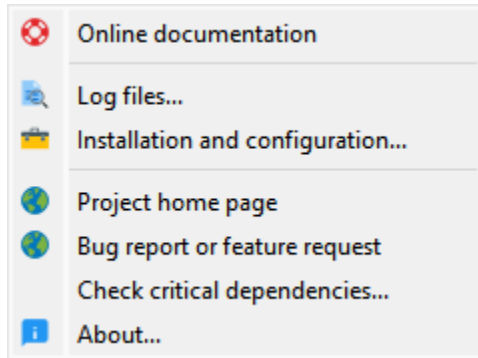 Online documentation
Log files...
Installation and configuration...
Project home page
Bug report or feature request
Check critical dependencies...
About...